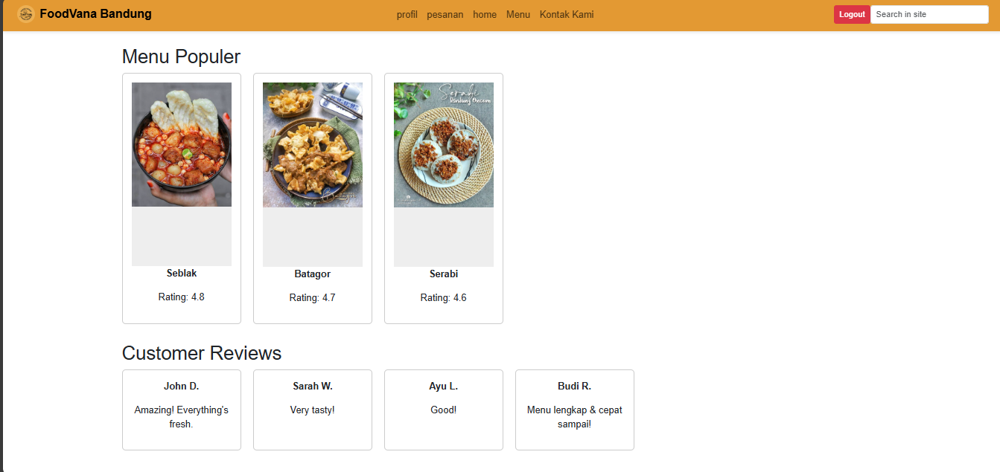 FoodVana Bandung
profil pesanan home Menu Kontak Kami
Logout
Search in site
Menu Populer
Serabi
Bandung Oncom
Batagor
Seblak
Rating: 4.8
Batagor
Rating: 4.7
Serabi
Rating: 4.6
Customer Reviews
John D.
Amazing! Everything's
fresh.
Sarah W.
Very tasty!
Ayu L.
Good!
Budi R.
Menu lengkap & cepat
sampai!